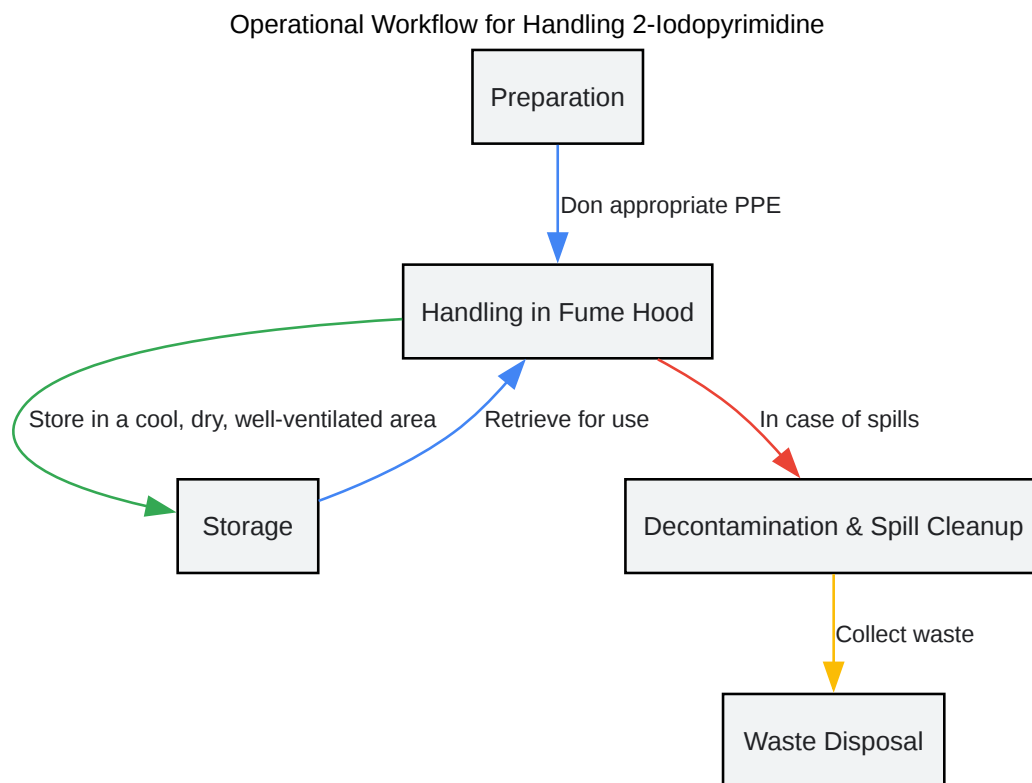 Operational Workflow for Handling 2-Iodopyrimidine
Preparation
Don appropriate PPE
Handling in Fume Hood
Store in a cool, dry, well-ventilated area
Retrieve for use
In case of spills
Storage
Decontamination & Spill Cleanup
Collect waste
Waste Disposal